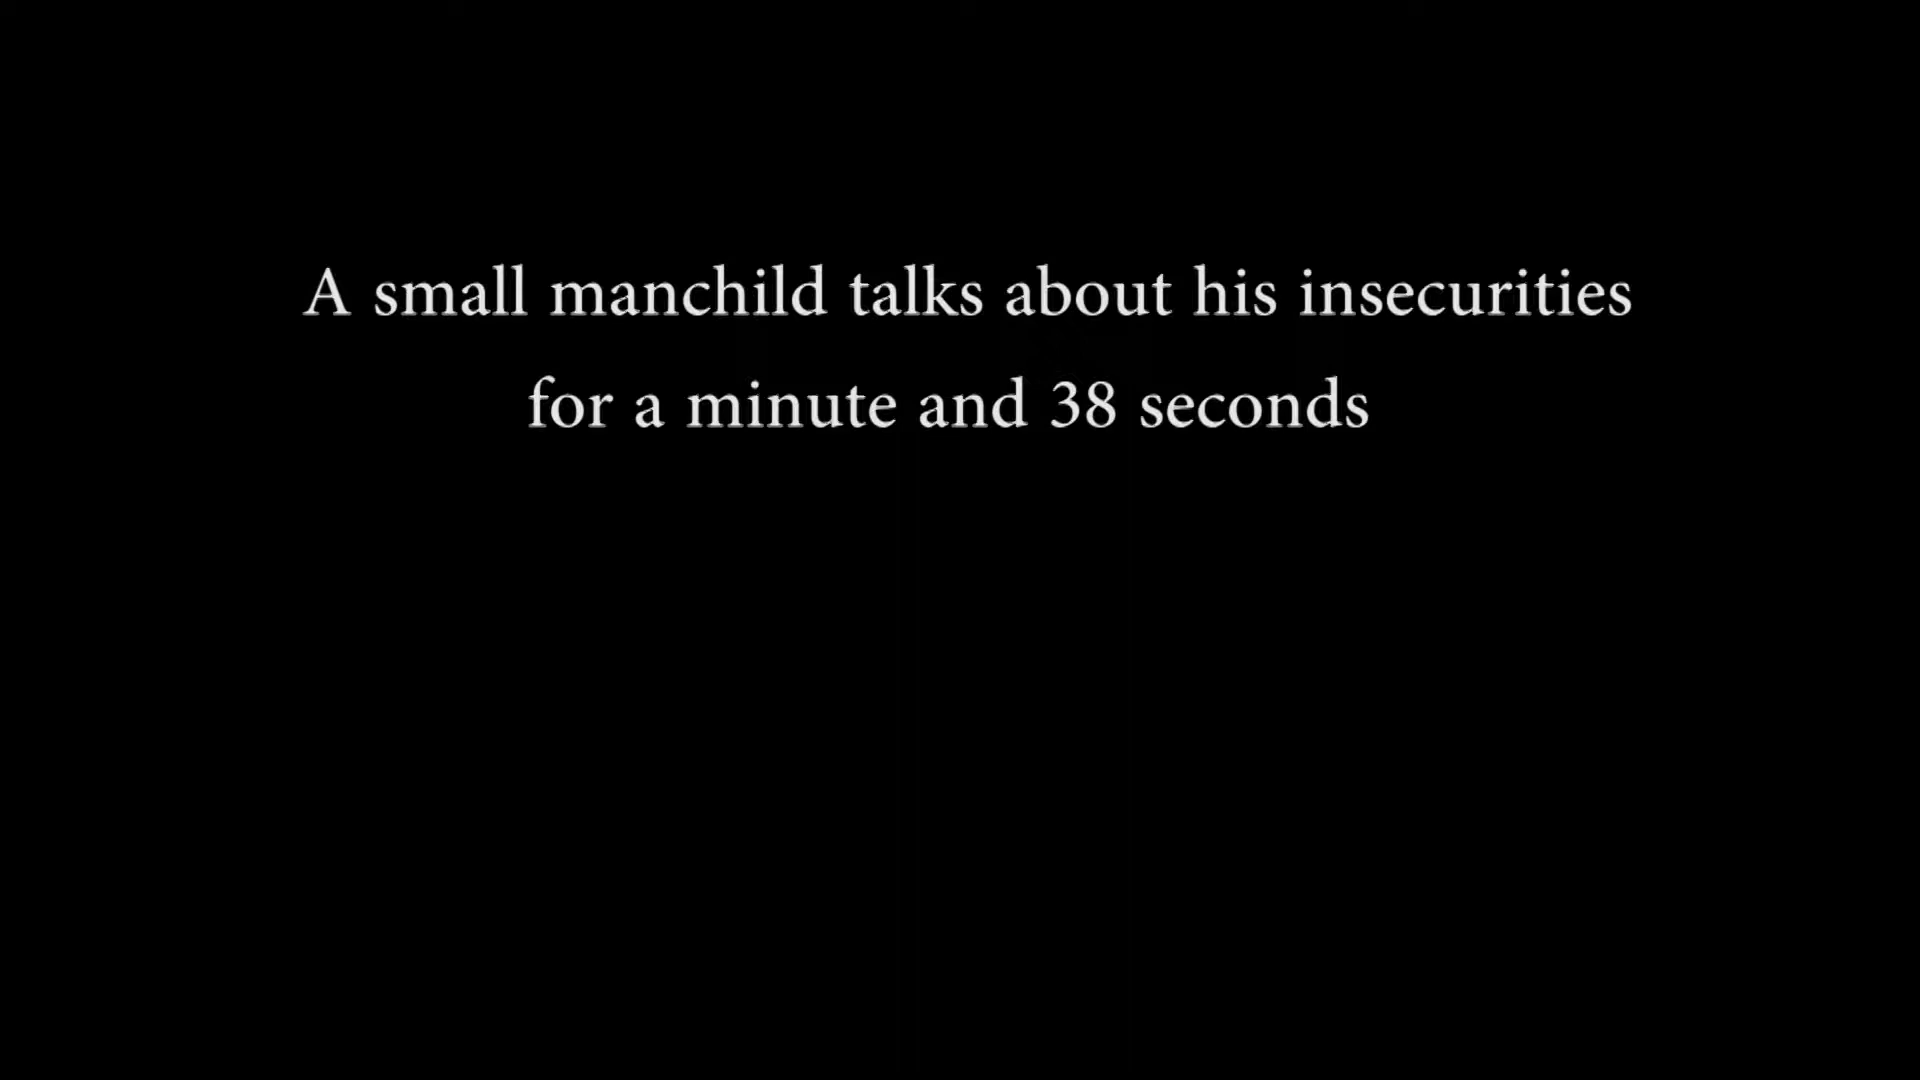 A small manchild talks about his insecurities
for a minute and 38 seconds